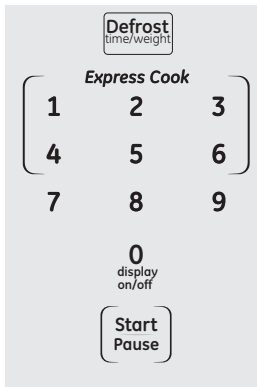 Defrost
time/weight
Express Cook
1 2 3
4 5 6
7 8 9
0
display
on/off
Start
Pause